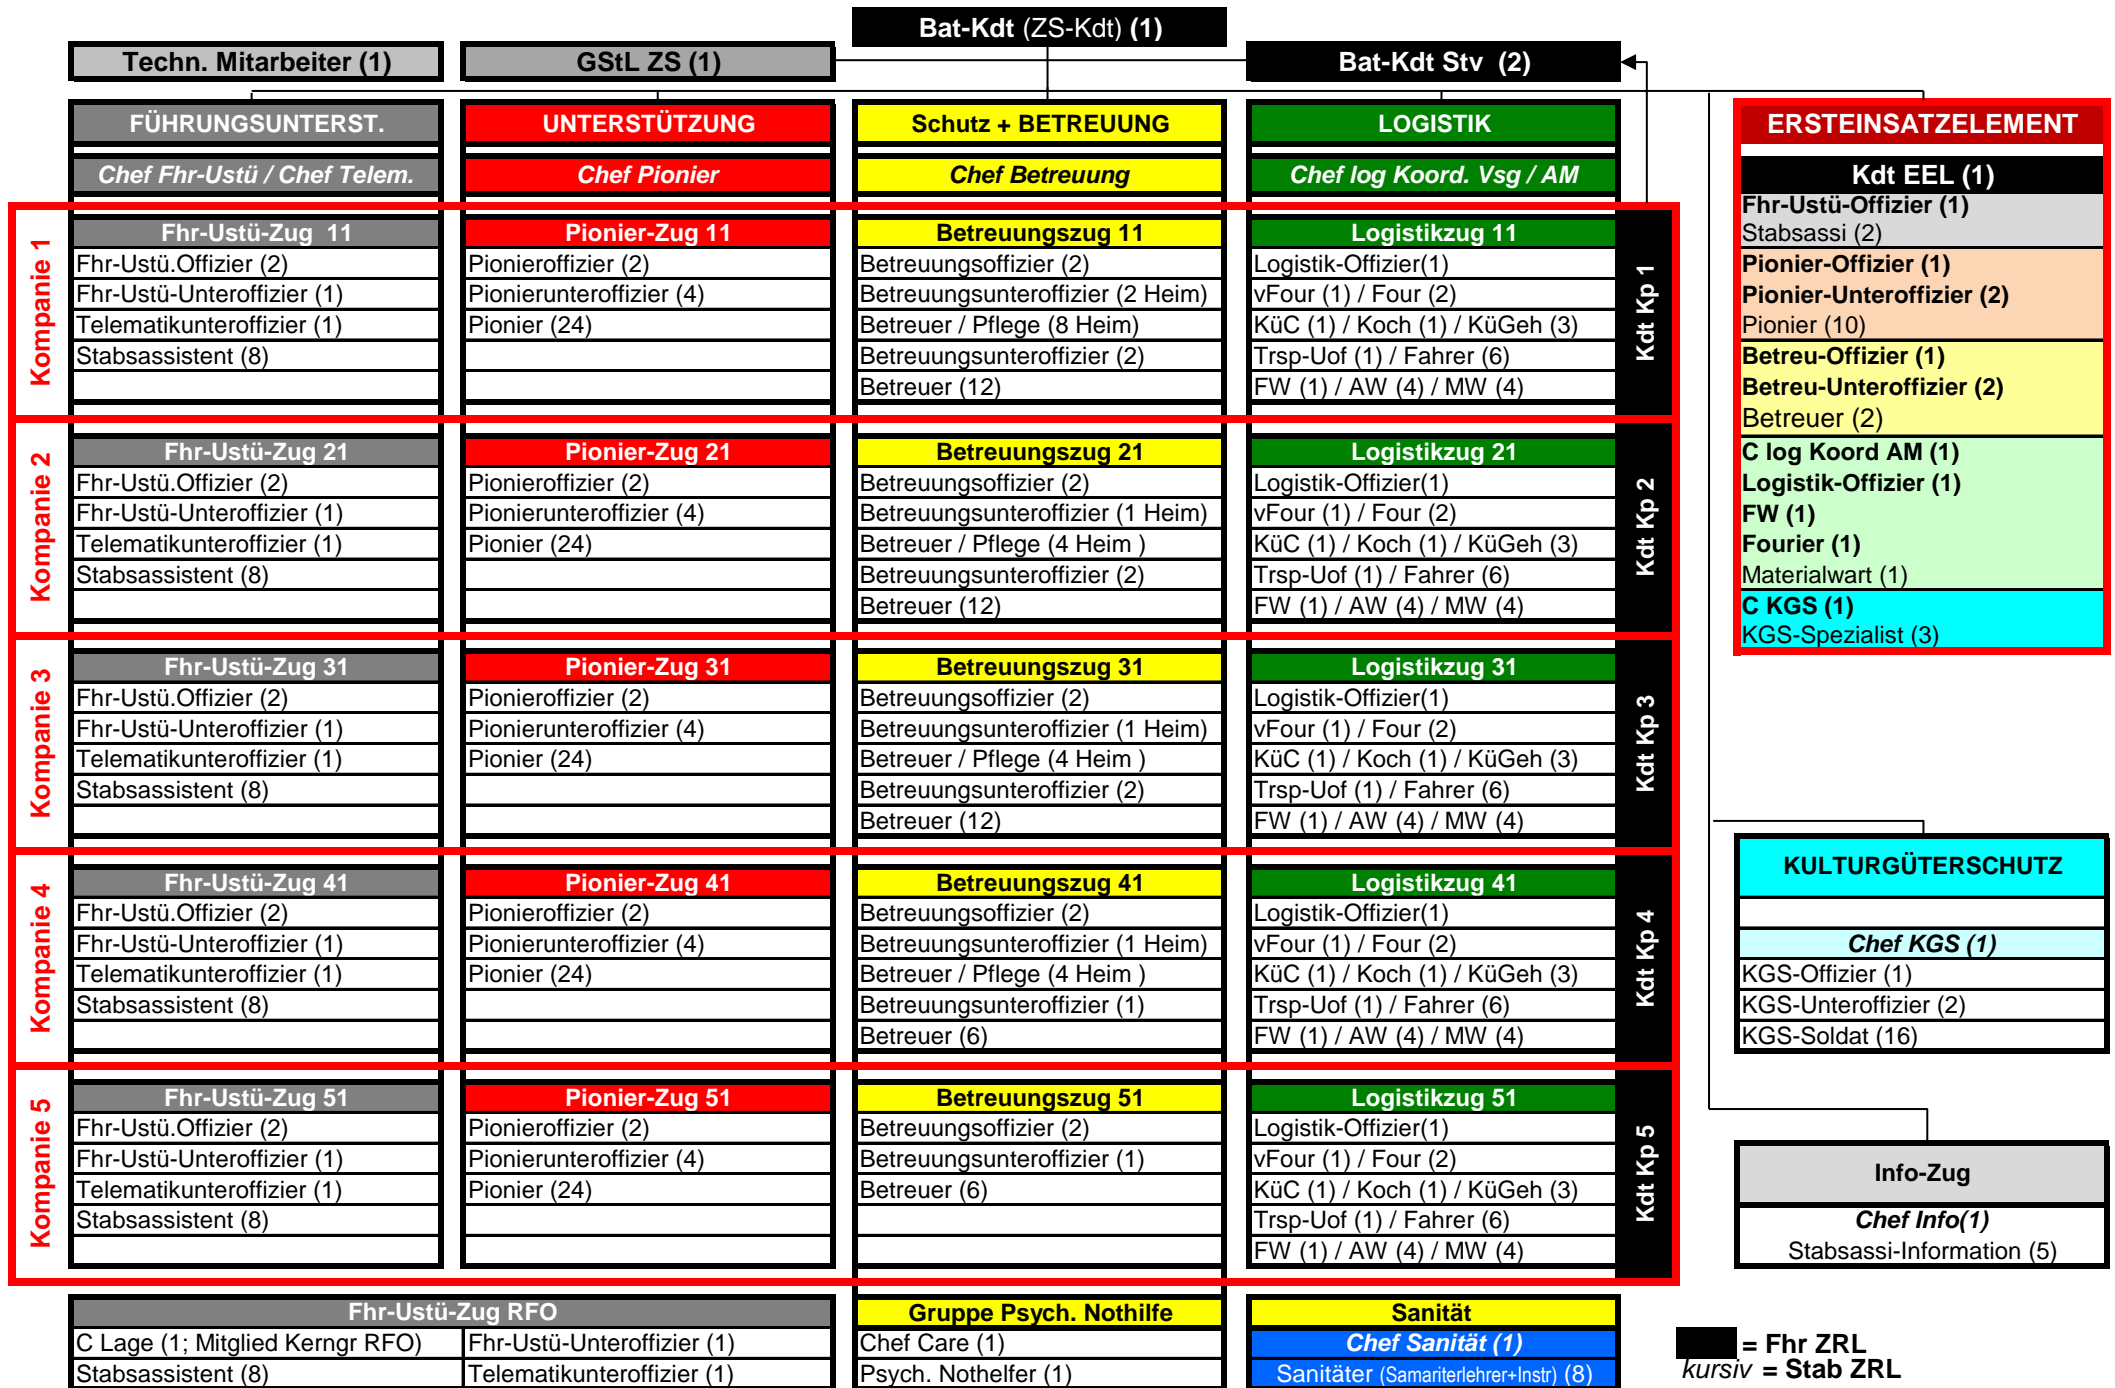 Bat-Kdt (ZS-Kdt) (1)
Techn. Mitarbeiter (1)
GStL ZS (1)
Bat-Kdt Stv (2)
FÜHRUNGSUNTERST.
Chef Fhr-Ustü / Chef Telem.
UNTERSTÜTZUNG
Chef Pionier
Schutz + BETREUUNG
Chef Betreuung
LOGISTIK
Chef log Koord. Vsg / AM
Kompanie 1
Fhr-Ustü-Zug 11
Fhr-Ustü.Offizier (2)
Fhr-Ustü-Unteroffizier (1)
Telematikunteroffizier (1)
Stabsassistent (8)
Pionier-Zug 11
Pionieroffizier (2)
Pionierunteroffizier (4)
Pionier (24)
Betreuungszug 11
Betreuungsoffizier (2)
Betreuungsunteroffizier (2 Heim)
Betreuer / Pflege (8 Heim)
Betreuungsunteroffizier (2)
Betreuer (12)
Logistikzug 11
Logistik-Offizier(1)
vFour (1) / Four (2)
KüC (1) / Koch (1) / KüGeh (3)
Trsp-Uof (1) / Fahrer (6)
FW (1) / AW (4) / MW (4)
Kdt Kp 1
Kompanie 2
Fhr-Ustü-Zug 21
Fhr-Ustü.Offizier (2)
Fhr-Ustü-Unteroffizier (1)
Telematikunteroffizier (1)
Stabsassistent (8)
Pionier-Zug 21
Pionieroffizier (2)
Pionierunteroffizier (4)
Pionier (24)
Betreuungszug 21
Betreuungsoffizier (2)
Betreuungsunteroffizier (1 Heim)
Betreuer / Pflege (4 Heim )
Betreuungsunteroffizier (2)
Betreuer (12)
Logistikzug 21
Logistik-Offizier(1)
vFour (1) / Four (2)
KüC (1) / Koch (1) / KüGeh (3)
Trsp-Uof (1) / Fahrer (6)
FW (1) / AW (4) / MW (4)
Kdt Kp 2
Kompanie 3
Fhr-Ustü-Zug 31
Fhr-Ustü.Offizier (2)
Fhr-Ustü-Unteroffizier (1)
Telematikunteroffizier (1)
Stabsassistent (8)
Pionier-Zug 31
Pionieroffizier (2)
Pionierunteroffizier (4)
Pionier (24)
Betreuungszug 31
Betreuungsoffizier (2)
Betreuungsunteroffizier (1 Heim)
Betreuer / Pflege (4 Heim )
Betreuungsunteroffizier (2)
Betreuer (12)
Logistikzug 31
Logistik-Offizier(1)
vFour (1) / Four (2)
KüC (1) / Koch (1) / KüGeh (3)
Trsp-Uof (1) / Fahrer (6)
FW (1) / AW (4) / MW (4)
Kdt Kp 3
Kompanie 4
Fhr-Ustü-Zug 41
Fhr-Ustü.Offizier (2)
Fhr-Ustü-Unteroffizier (1)
Telematikunteroffizier (1)
Stabsassistent (8)
Pionier-Zug 41
Pionieroffizier (2)
Pionierunteroffizier (4)
Pionier (24)
Betreuungszug 41
Betreuungsoffizier (2)
Betreuungsunteroffizier (1 Heim)
Betreuer / Pflege (4 Heim )
Betreuungsunteroffizier (1)
Betreuer (6)
Logistikzug 41
Logistik-Offizier(1)
vFour (1) / Four (2)
KüC (1) / Koch (1) / KüGeh (3)
Trsp-Uof (1) / Fahrer (6)
FW (1) / AW (4) / MW (4)
Kdt Kp 4
Kompanie 5
Fhr-Ustü-Zug 51
Fhr-Ustü.Offizier (2)
Fhr-Ustü-Unteroffizier (1)
Telematikunteroffizier (1)
Stabsassistent (8)
Pionier-Zug 51
Pionieroffizier (2)
Pionierunteroffizier (4)
Pionier (24)
Betreuungszug 51
Betreuungsoffizier (2)
Betreuungsunteroffizier (1)
Betreuer (6)
Logistikzug 51
Logistik-Offizier(1)
vFour (1) / Four (2)
KüC (1) / Koch (1) / KüGeh (3)
Trsp-Uof (1) / Fahrer (6)
FW (1) / AW (4) / MW (4)
Kdt Kp 5
Fhr-Ustü-Zug RFO
C Lage (1; Mitglied Kerngr RFO)
Fhr-Ustü-Unteroffizier (1)
Stabsassistent (8)
Telematikunteroffizier (1)
Gruppe Psych. Nothilfe
Chef Care (1)
Psych. Nothelfer (1)
Sanität
Chef Sanität (1)
Sanitäter (Samariterlehrer+Instr) (8)
ERSTEINSATZELEMENT
Kdt EEL (1)
Fhr-Ustü-Offizier (1)
Stabsassi (2)
Pionier-Offizier (1)
Pionier-Unteroffizier (2)
Pionier (10)
Betreu-Offizier (1)
Betreu-Unteroffizier (2)
Betreuer (2)
C log Koord AM (1)
Logistik-Offizier (1)
FW (1)
Fourier (1)
Materialwart (1)
C KGS (1)
KGS-Spezialist (3)
KULTURGÜTERSCHUTZ
Chef KGS (1)
KGS-Offizier (1)
KGS-Unteroffizier (2)
KGS-Soldat (16)
Info-Zug
Chef Info(1)
Stabsassi-Information (5)
= Fhr ZRL
kursiv = Stab ZRL